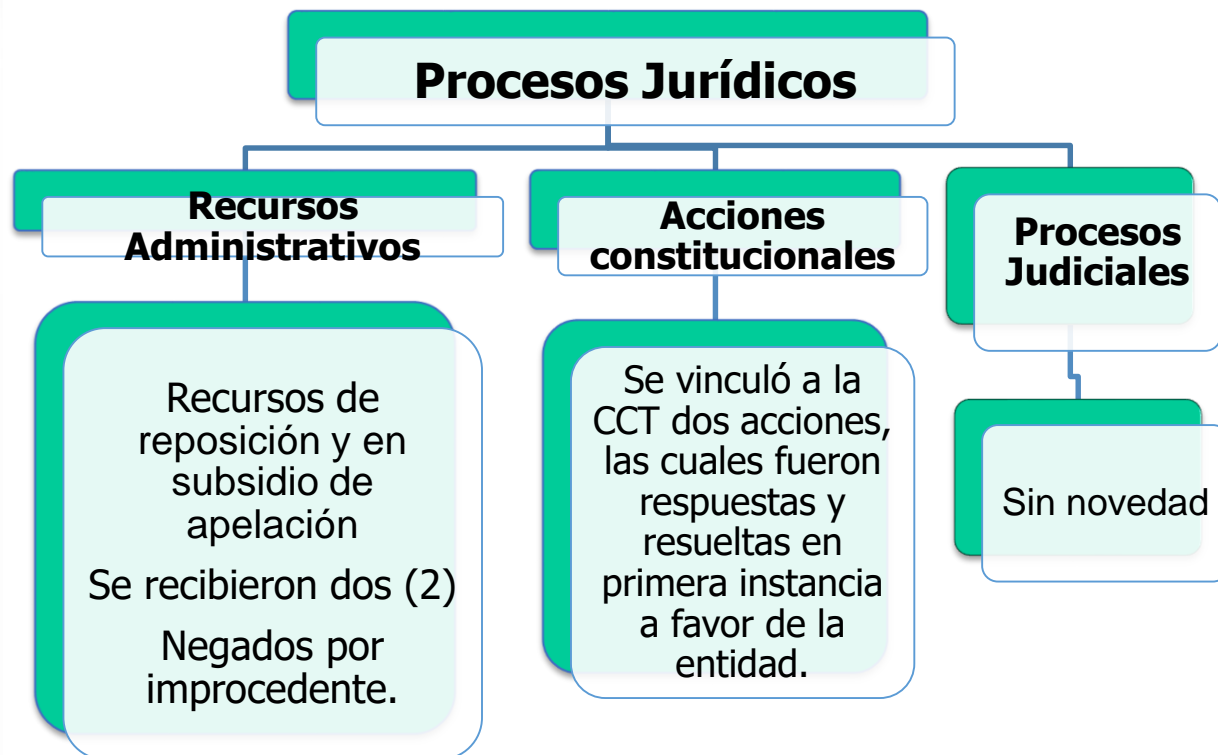 Procesos Jurídicos
Recursos
Administrativos
Recursos de
reposición y en
subsidio de
apelación
Se recibieron dos (2)
Negados por
improcedente.
Acciones
constitucionales
Se vinculó a la
CCT dos acciones,
las cuales fueron
respuestas y
resueltas en
primera instancia
a favor de la
entidad.
Procesos
Judiciales
Sin novedad